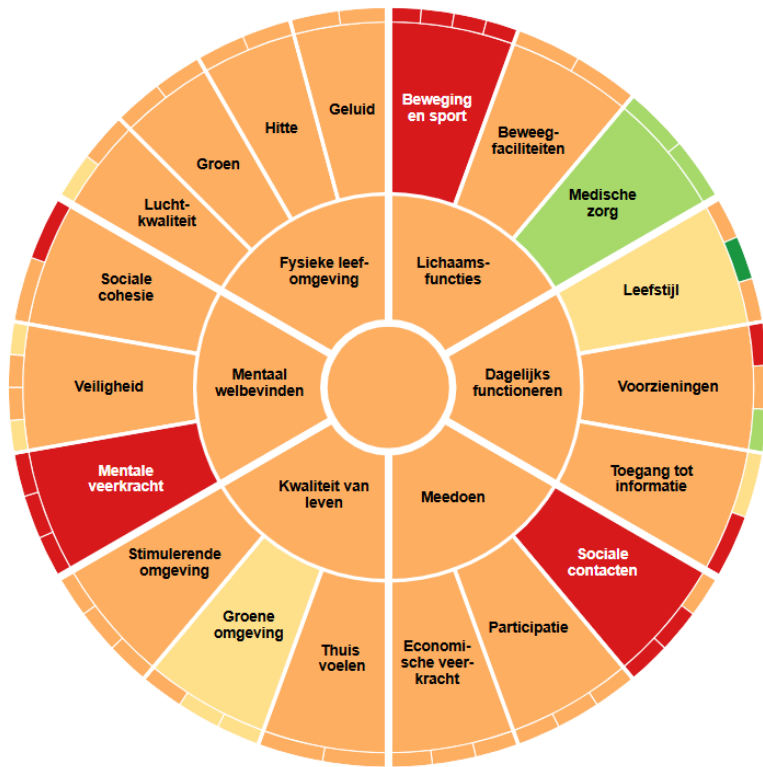 Beweging
en sport
Beweeg-
faciliteiten
Medische
zorg
Leefstijl
Voorzieningen
Toegang tot
informatie
Sociale
contacten
Participatie
Economi-
sche veer-
kracht
Thuis
voelen
Groene
omgeving
Stimulerende
omgeving
Mentale
veerkracht
Veiligheid
Sociale
cohesie
Lucht-
kwaliteit
Groen
Hitte
Geluid
Lichaams-
functies
Dagelijks
functioneren
Meedoen
Kwaliteit van
leven
Mentaal
welbevinden
Fysieke leef-
omgeving